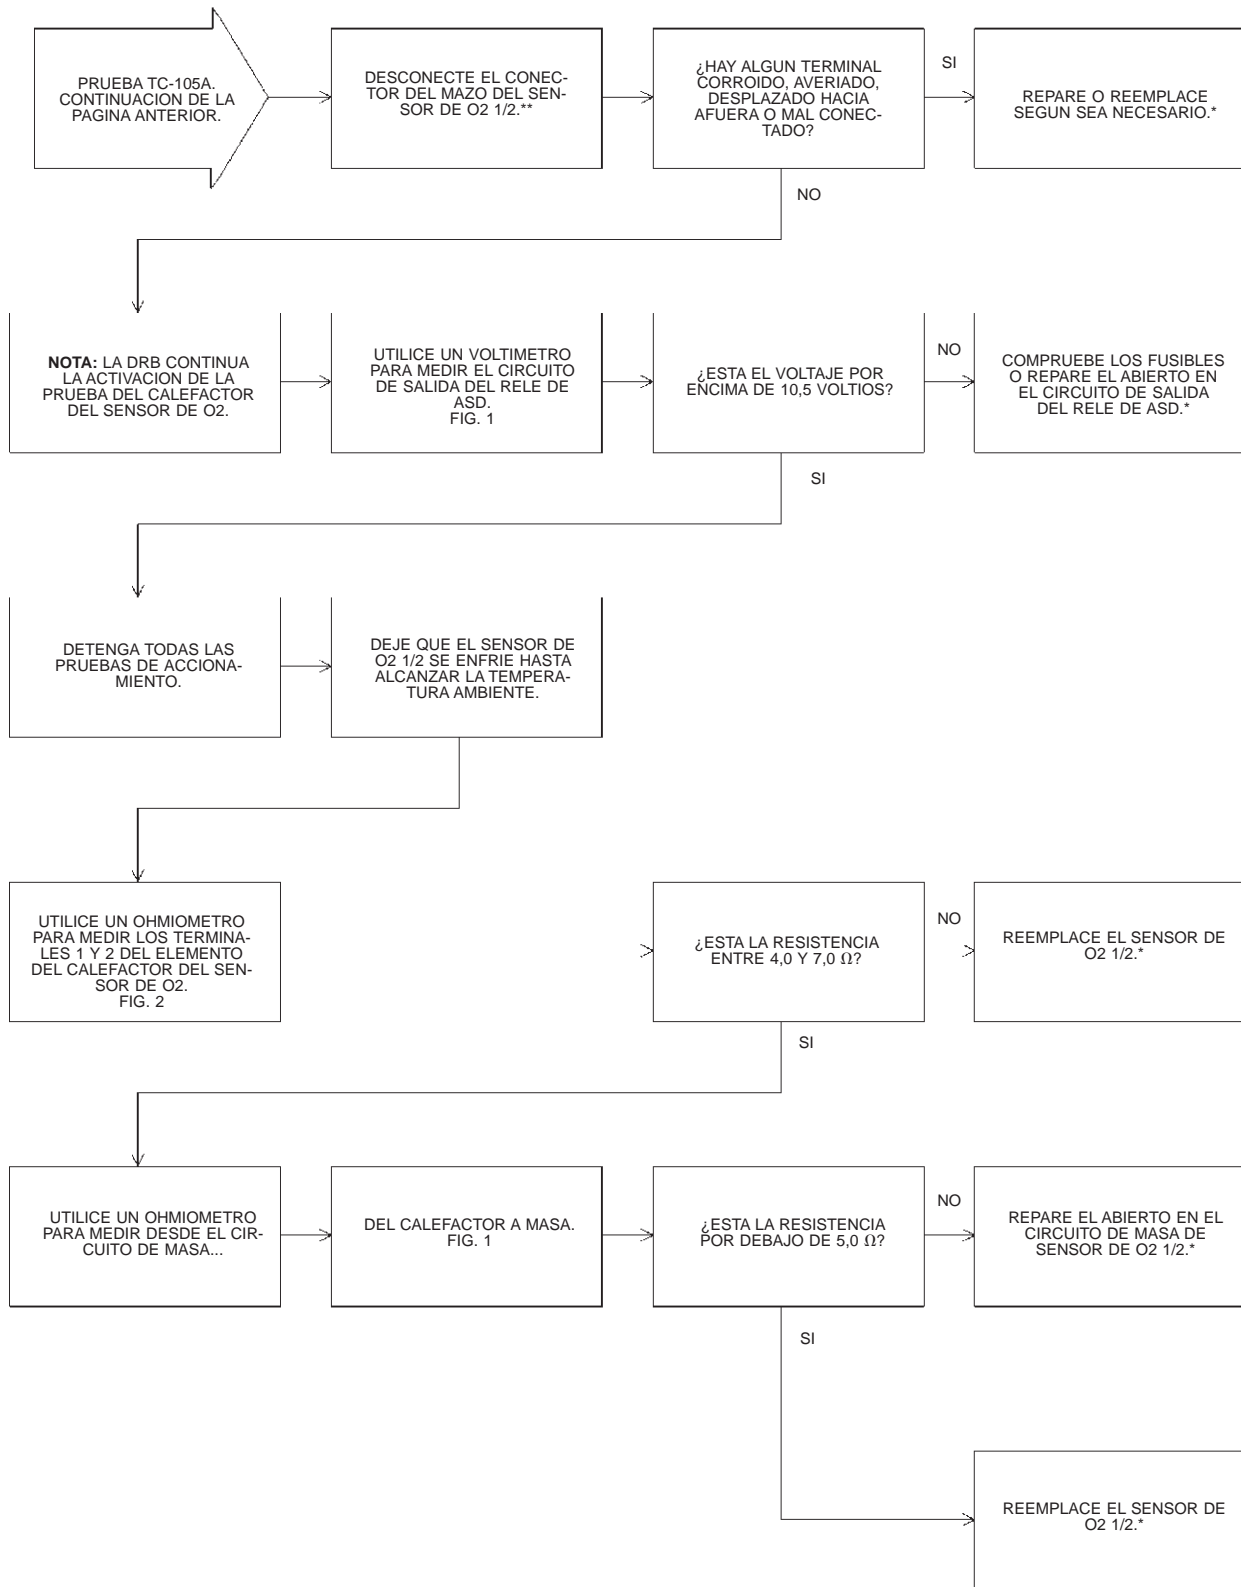 PRUEBA TC-105A.
CONTINUACION DE LA
PAGINA ANTERIOR.
DESCONECTE EL CONEC-
TOR DEL MAZO DEL SEN-
SOR DE O2 1/2.**
¿HAY ALGUN TERMINAL
CORROIDO, AVERIADO,
DESPLAZADO HACIA
AFUERA O MAL CONEC-
TADO?
SI
REPARE O REEMPLACE
SEGUN SEA NECESARIO.*
NO
NOTA: LA DRB CONTINUA
LA ACTIVACION DE LA
PRUEBA DEL CALEFACTOR
DEL SENSOR DE O2.
UTILICE UN VOLTIMETRO
PARA MEDIR EL CIRCUITO
DE SALIDA DEL RELE DE
ASD.
FIG. 1
¿ESTA EL VOLTAJE POR
ENCIMA DE 10,5 VOLTIOS?
NO
COMPRUEBE LOS FUSIBLES
O REPARE EL ABIERTO EN
EL CIRCUITO DE SALIDA
DEL RELE DE ASD.*
SI
DETENGA TODAS LAS
PRUEBAS DE ACCIONA-
MIENTO.
DEJE QUE EL SENSOR DE
O2 1/2 SE ENFRIE HASTA
ALCANZAR LA TEMPERA-
TURA AMBIENTE.
UTILICE UN OHMIOMETRO
PARA MEDIR LOS TERMINA-
LES 1 Y 2 DEL ELEMENTO
DEL CALEFACTOR DEL SEN-
SOR DE O2.
FIG. 2
¿ESTA LA RESISTENCIA
ENTRE 4,0 Y 7,0 Ω?
NO
REEMPLACE EL SENSOR DE
O2 1/2.*
SI
UTILICE UN OHMIOMETRO
PARA MEDIR DESDE EL CIR-
CUITO DE MASA...
DEL CALEFACTOR A MASA.
FIG. 1
¿ESTA LA RESISTENCIA
POR DEBAJO DE 5,0 Ω?
NO
REPARE EL ABIERTO EN EL
CIRCUITO DE MASA DE
SENSOR DE O2 1/2.*
SI
REEMPLACE EL SENSOR DE
O2 1/2.*